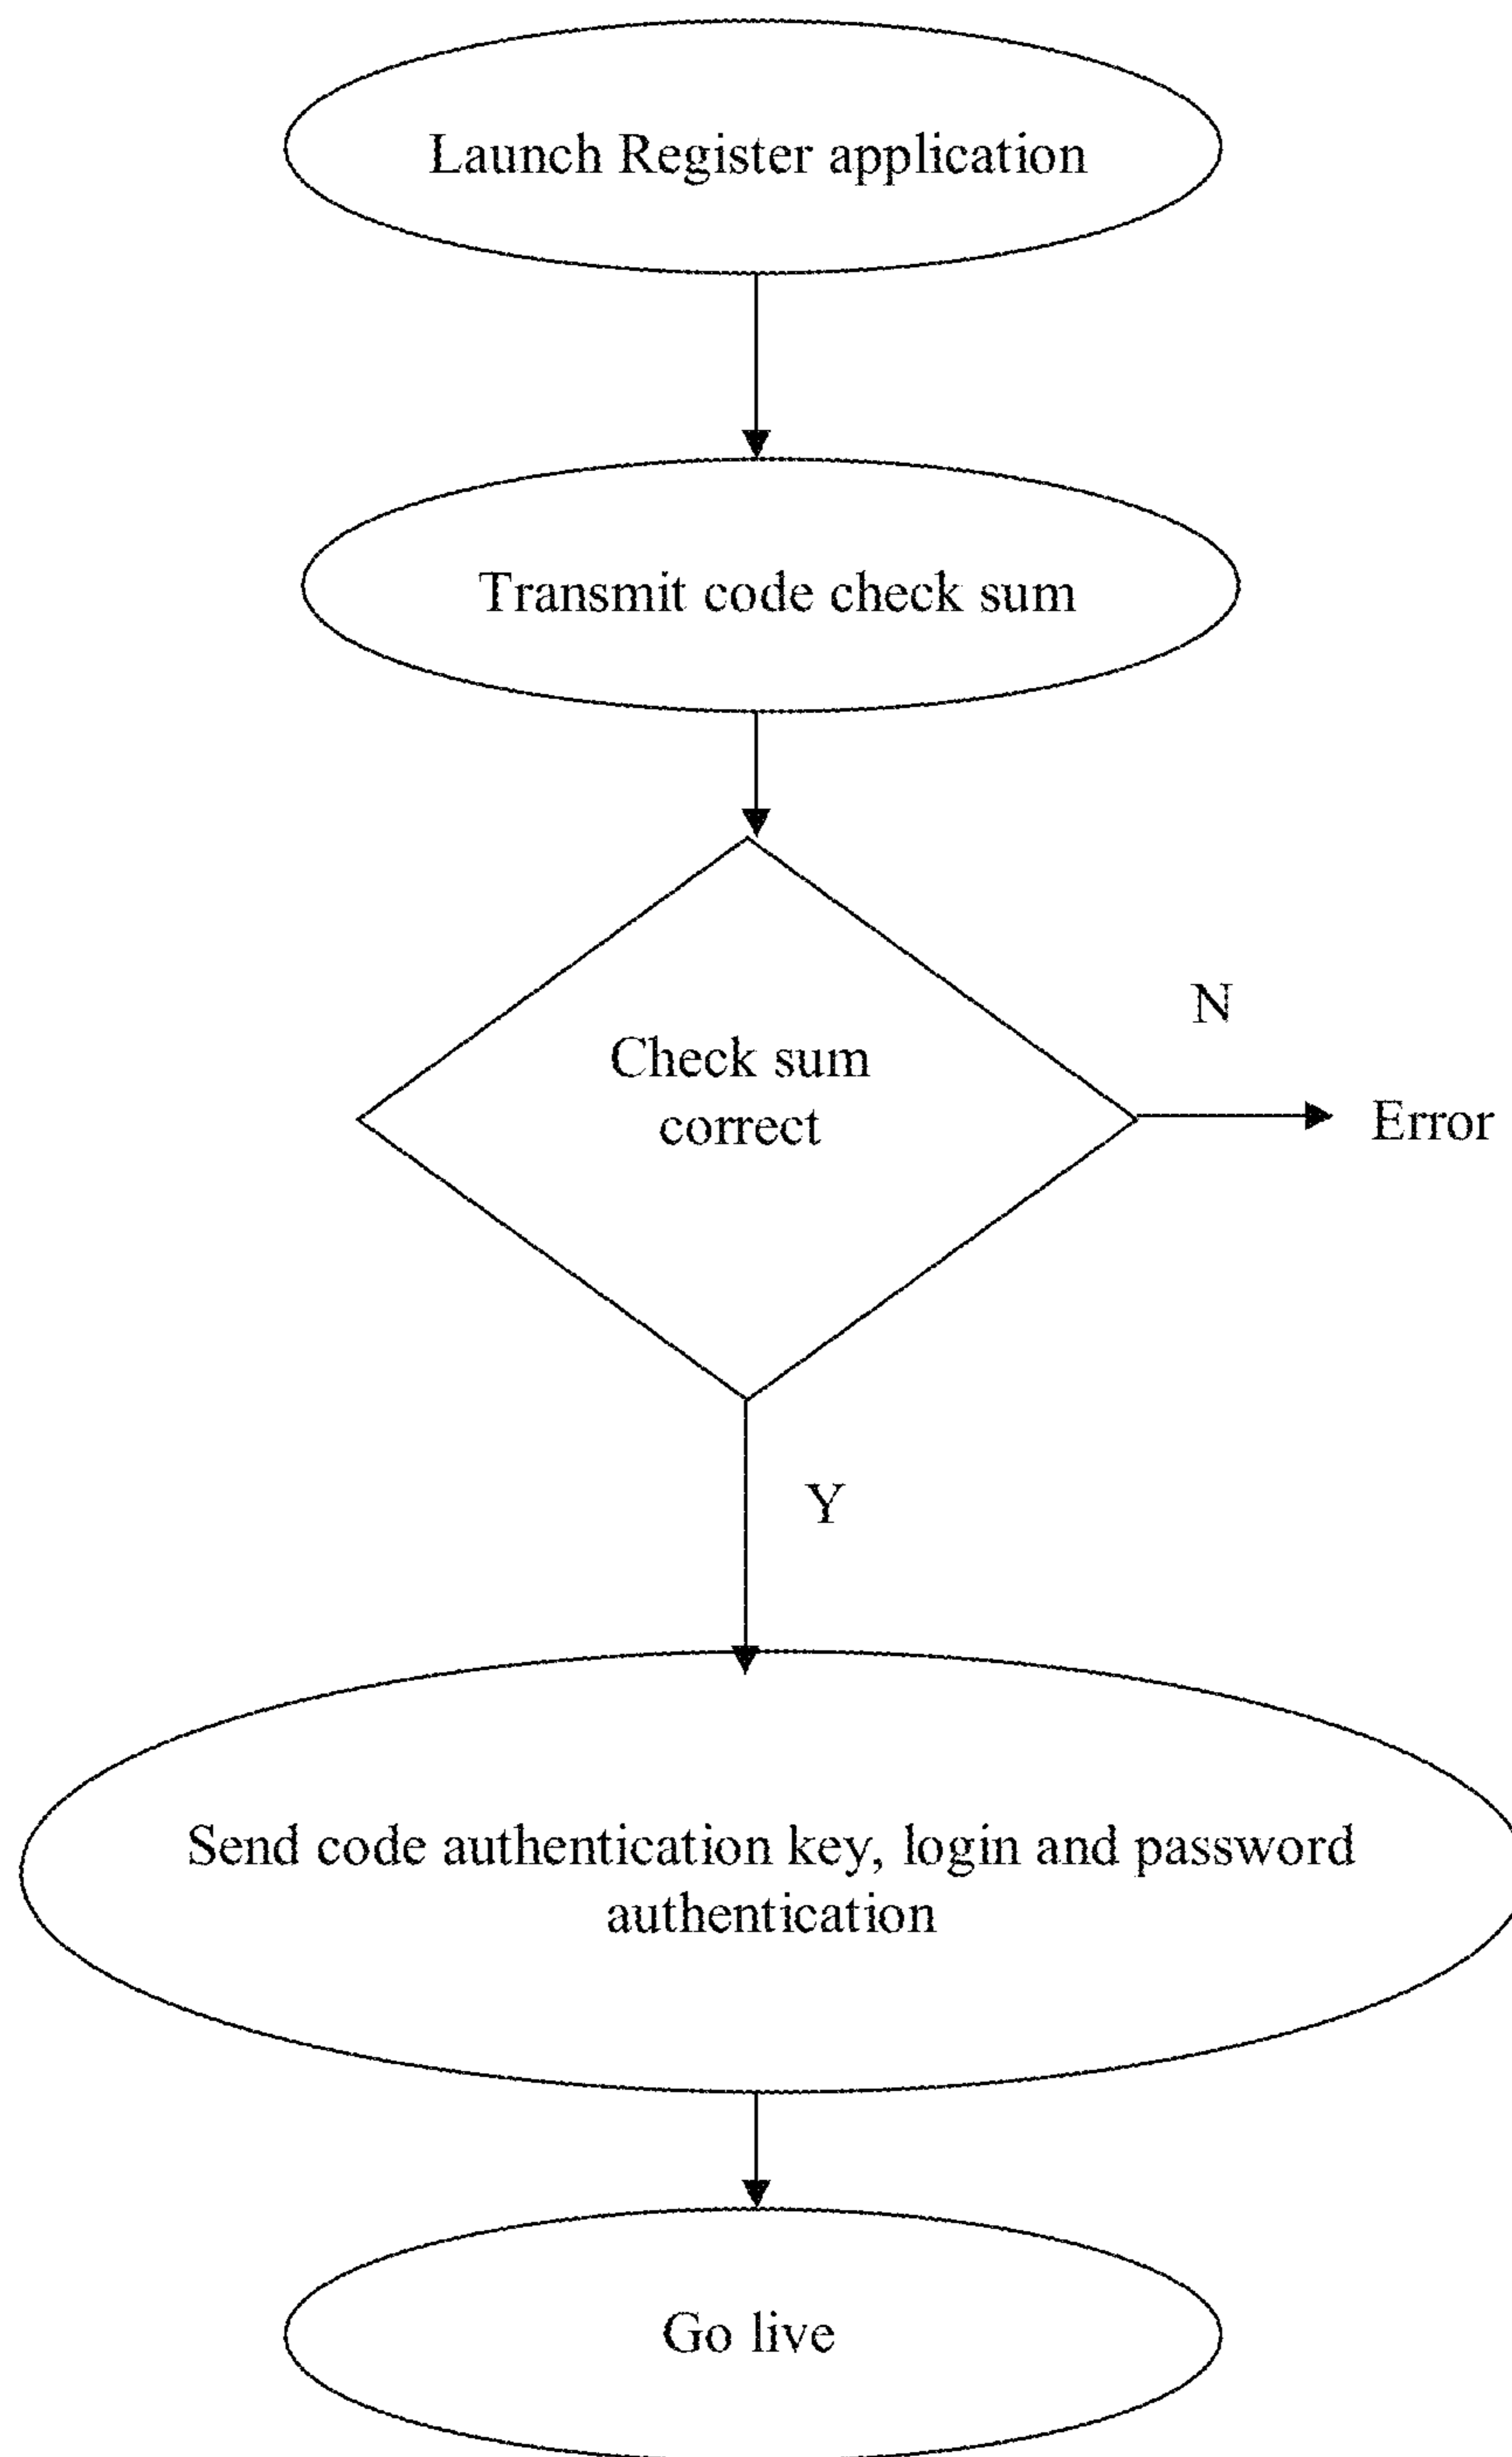 Launch Register application
Transmit code check sum
Check sum
correct
N
Error
Y
Send code authentication key, login and password
authentication
Go live